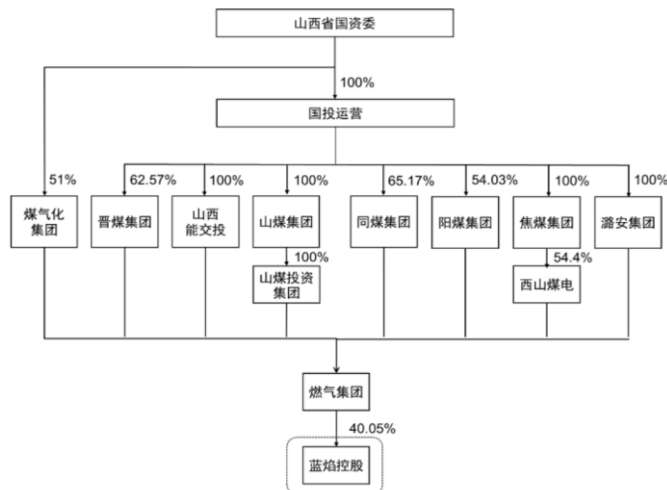 山西省国资委
100%
国投运营
51%
62.57%
100%
100%
65.17%
54.03%
100%
100%
煤气化
集团
晋煤集团
山西
能交投
山煤集团
同煤集团
阳煤集团
焦煤集团
潞安集团
100%
54.4%
山煤投资
集团
西山煤电
燃气集团
40.05%
蓝焰控股